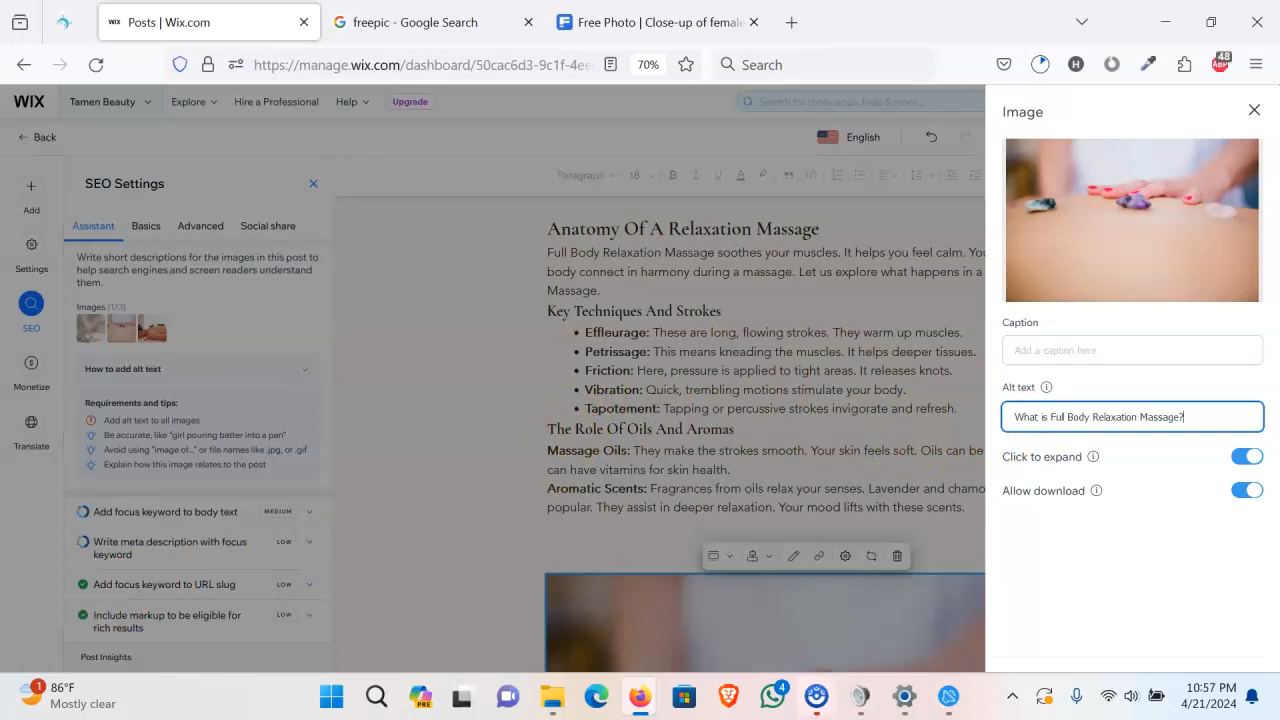 WIX Posts | Wix.com
freepic - Google Search
Free Photo | Close-up of female
https://manage.wix.com/dashboard/50cac6d3-9c1f-4ee
70%
Search
48
ABP
WIX
Tamen Beauty
Explore
Hire a Professional
Help
Upgrade
Search for tools, apps, help & more...
Back
English
Add
Settings
SEO
Monetize
Translate
SEO Settings
Assistant
Basics
Advanced
Social share
Write short descriptions for the images in this post to
help search engines and screen readers understand
them.
Images (1/3)
How to add alt text
Requirements and tips:
Add alt text to all images
Be accurate, like "girl pouring batter into a pan"
Avoid using "image of..." or file names like .jpg, or .gif
Explain how this image relates to the post
Add focus keyword to body text
MEDIUM
Write meta description with focus
keyword
LOW
Add focus keyword to URL slug
LOW
Include markup to be eligible for
rich results
LOW
Post Insights
Paragraph
18
B
I
U
A
Anatomy Of A Relaxation Massage
Full Body Relaxation Massage soothes your muscles. It helps you feel calm. You
body connect in harmony during a massage. Let us explore what happens in a
Massage.
Key Techniques And Strokes
• Effleurage: These are long, flowing strokes. They warm up muscles.
• Petrissage: This means kneading the muscles. It helps deeper tissues.
• Friction: Here, pressure is applied to tight areas. It releases knots.
• Vibration: Quick, trembling motions stimulate your body.
• Tapotement: Tapping or percussive strokes invigorate and refresh.
The Role Of Oils And Aromas
Massage Oils: They make the strokes smooth. Your skin feels soft. Oils can be
can have vitamins for skin health.
Aromatic Scents: Fragrances from oils relax your senses. Lavender and chamo
popular. They assist in deeper relaxation. Your mood lifts with these scents.
Image
Caption
Add a caption here
Alt text
What is Full Body Relaxation Massage?
Click to expand
Allow download
1
86°F
Mostly clear
PRE
4
10:57 PM
4/21/2024